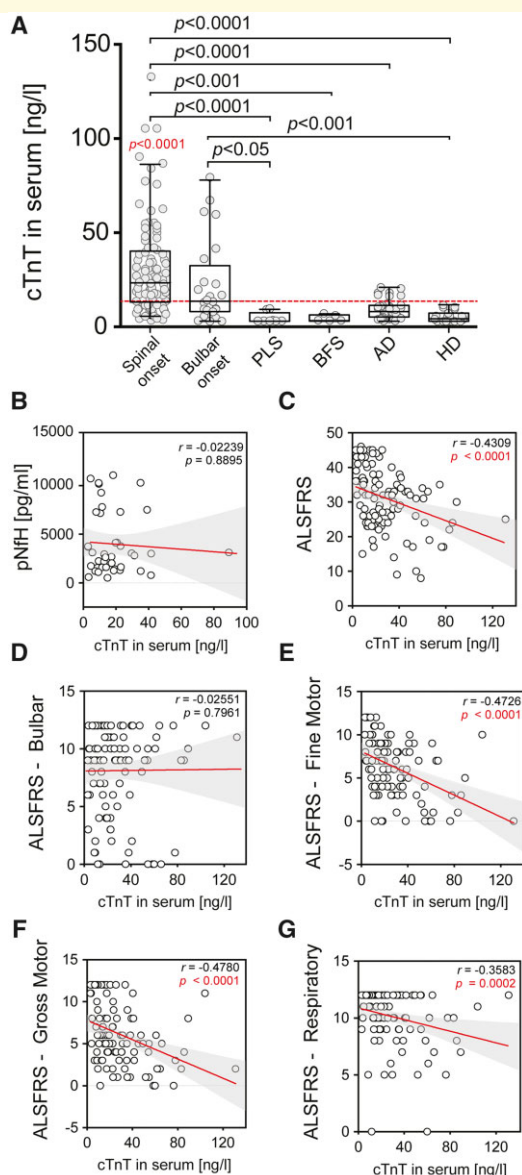 A
p<0.0001
p<0.0001
p<0.001
p<0.0001
p<0.001
p<0.05
p<0.0001
cTnT in serum [ng/l]
150
100
50
0
Spinal onset
Bulbar onset
PLS
BFS
AD
HD
B
r = -0.02239
p = 0.8895
pNfH [pg/ml]
15000
12000
8000
4000
0
0 20 40 60 80 100
cTnT in serum [ng/l]
C
r = -0.4309
p < 0.0001
ALSFRS
50
40
30
20
10
0
0 40 80 120
cTnT in serum [ng/l]
D
r = -0.02551
p = 0.7961
ALSFRS - Bulbar
15
10
5
0
0 40 80 120
cTnT in serum [ng/l]
E
r = -0.4726
p < 0.0001
ALSFRS - Fine Motor
15
10
5
0
-5
0 40 80 120
cTnT in serum [ng/l]
F
r = -0.4780
p < 0.0001
ALSFRS - Gross Motor
15
10
5
0
-5
0 40 80 120
cTnT in serum [ng/l]
G
r = -0.3583
p = 0.0002
ALSFRS - Respiratory
15
10
5
0
0 40 80 120
cTnT in serum [ng/l]